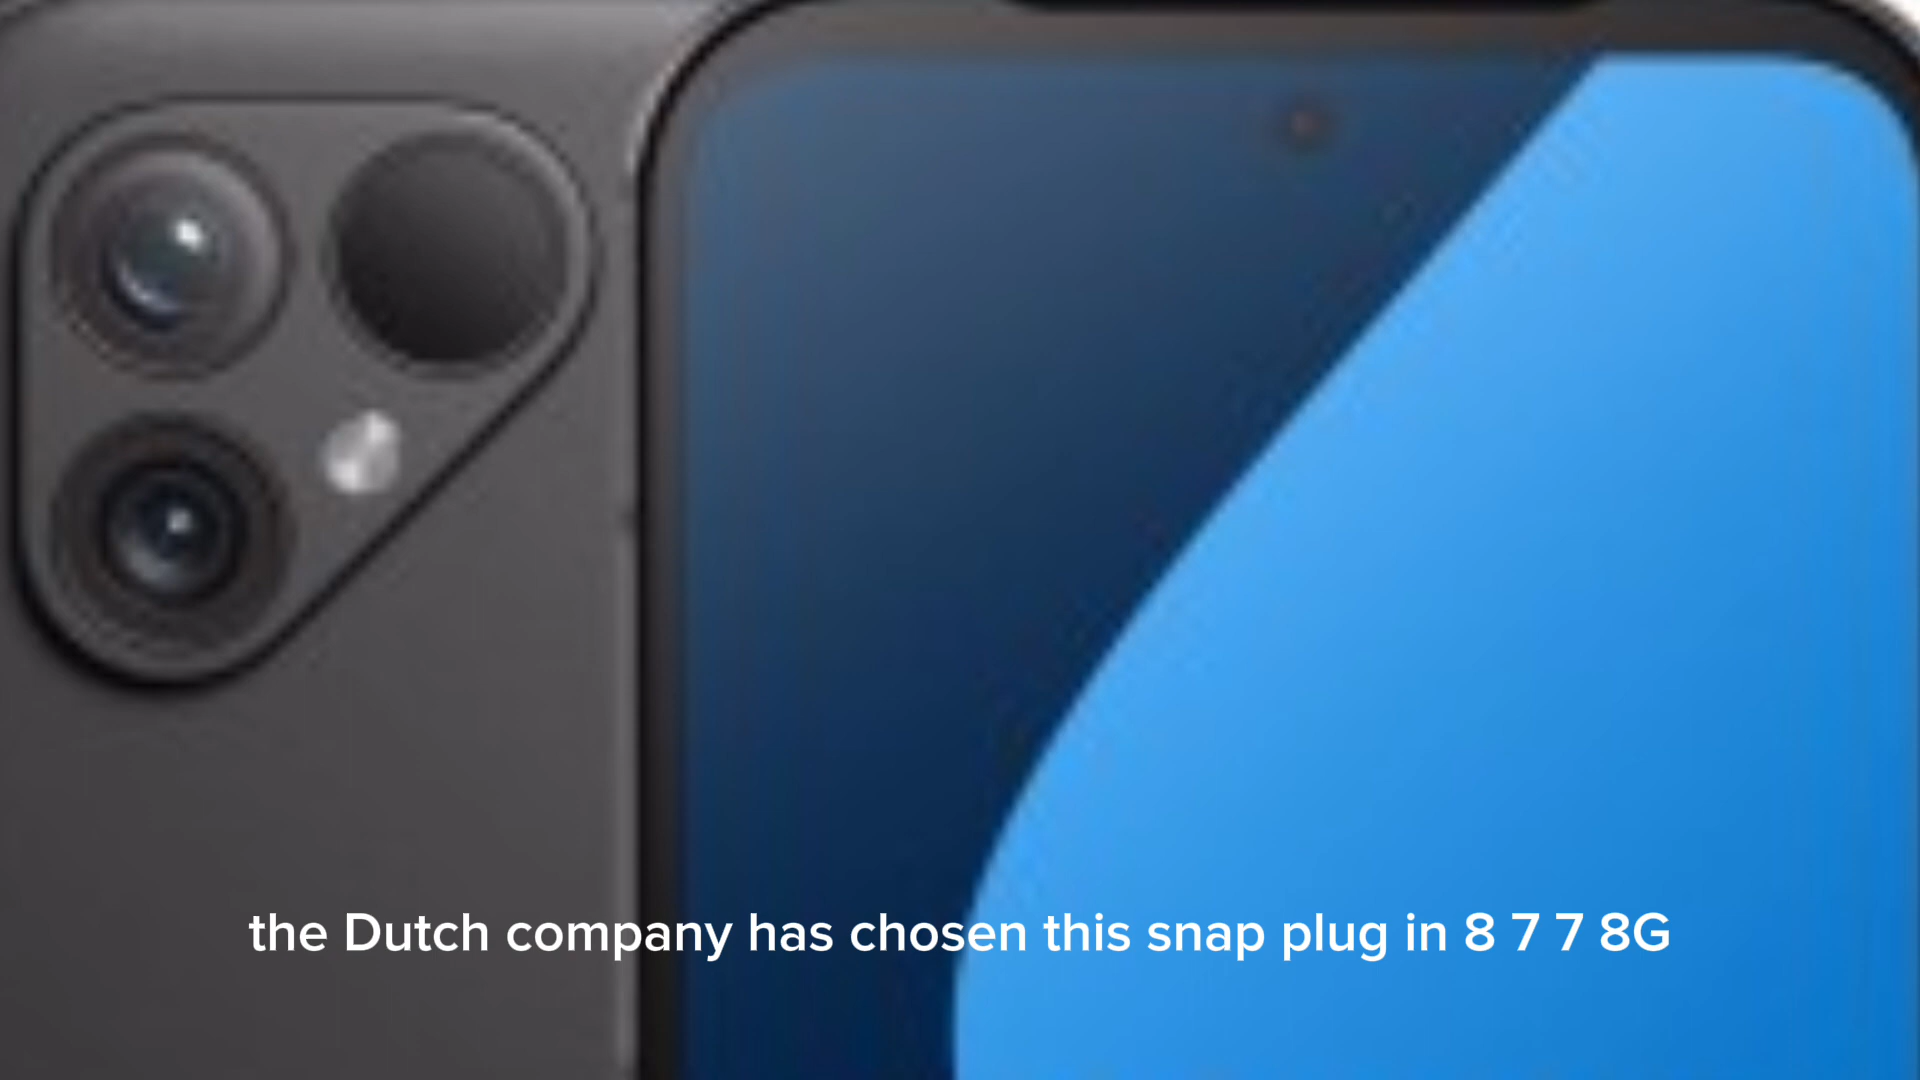 the Dutch company has chosen this snap plug in 8 7 7 8G